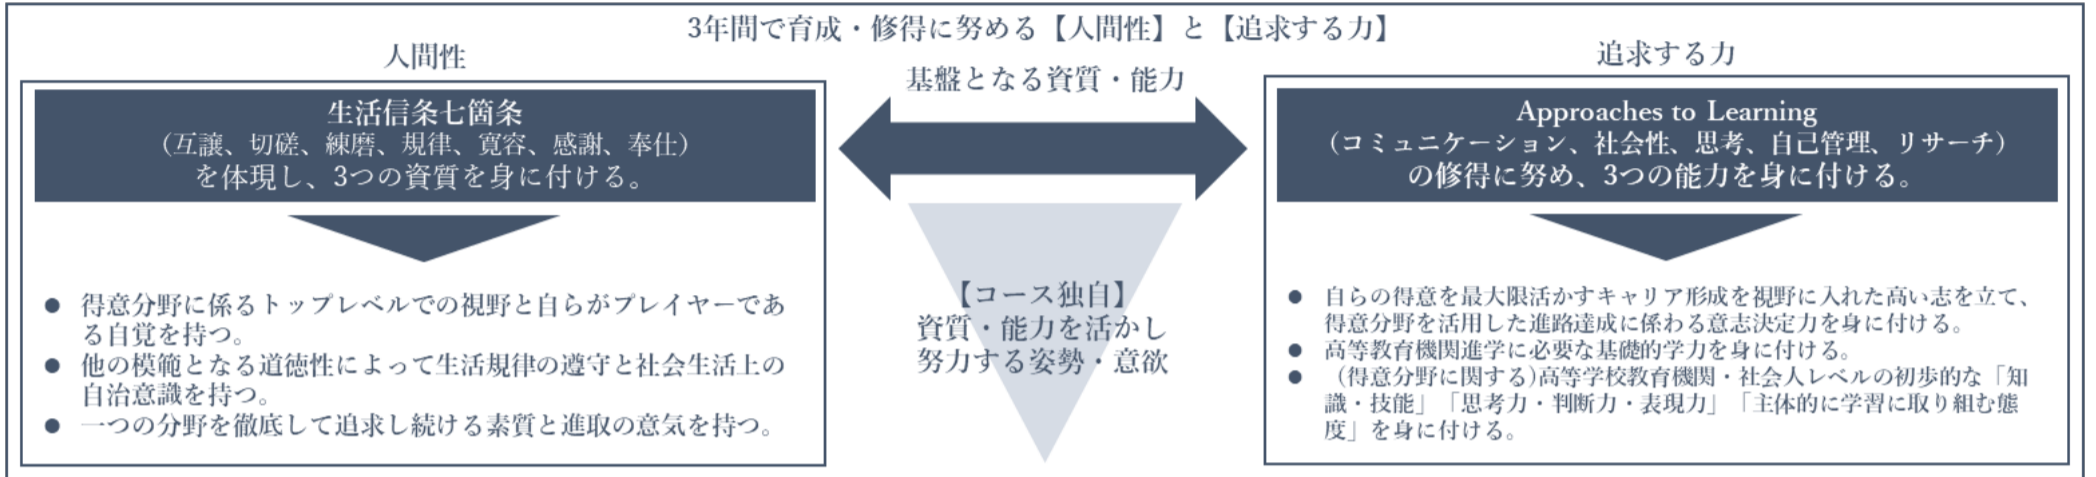 3年間で育成・修得に努める【人間性】と【追求する力】
人間性
生活信条七箇条
（互譲、切磋、練磨、規律、寛容、感謝、奉仕）
を体現し、3つの資質を身に付ける。
● 得意分野に係るトップレベルでの視野と自らがプレイヤーであ
る自覚を持つ。
● 他の模範となる道徳性によって生活規律の遵守と社会生活上の
自治意識を持つ。
● 一つの分野を徹底して追求し続ける素質と進取の意気を持つ。
基盤となる資質・能力
【コース独自】
資質・能力を活かし
努力する姿勢・意欲
追求する力
Approaches to Learning
（コミュニケーション、社会性、思考、自己管理、リサーチ）
の修得に努め、3つの能力を身に付ける。
● 自らの得意を最大限活かすキャリア形成を視野に入れた高い志を立て、
得意分野を活用した進路達成に係わる意志決定力を身に付ける。
● 高等教育機関進学に必要な基礎的学力を身に付ける。
● （得意分野に関する)高等学校教育機関・社会人レベルの初歩的な「知
識・技能」「思考力・判断力・表現力」「主体的に学習に取り組む態
度」を身に付ける。